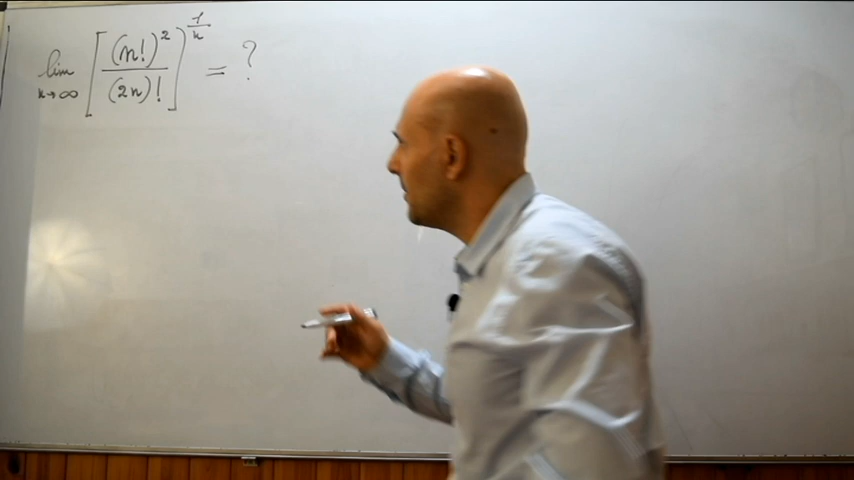 lim n→∞ [ (n!)² / (2n)! ]^(1/n) = ?